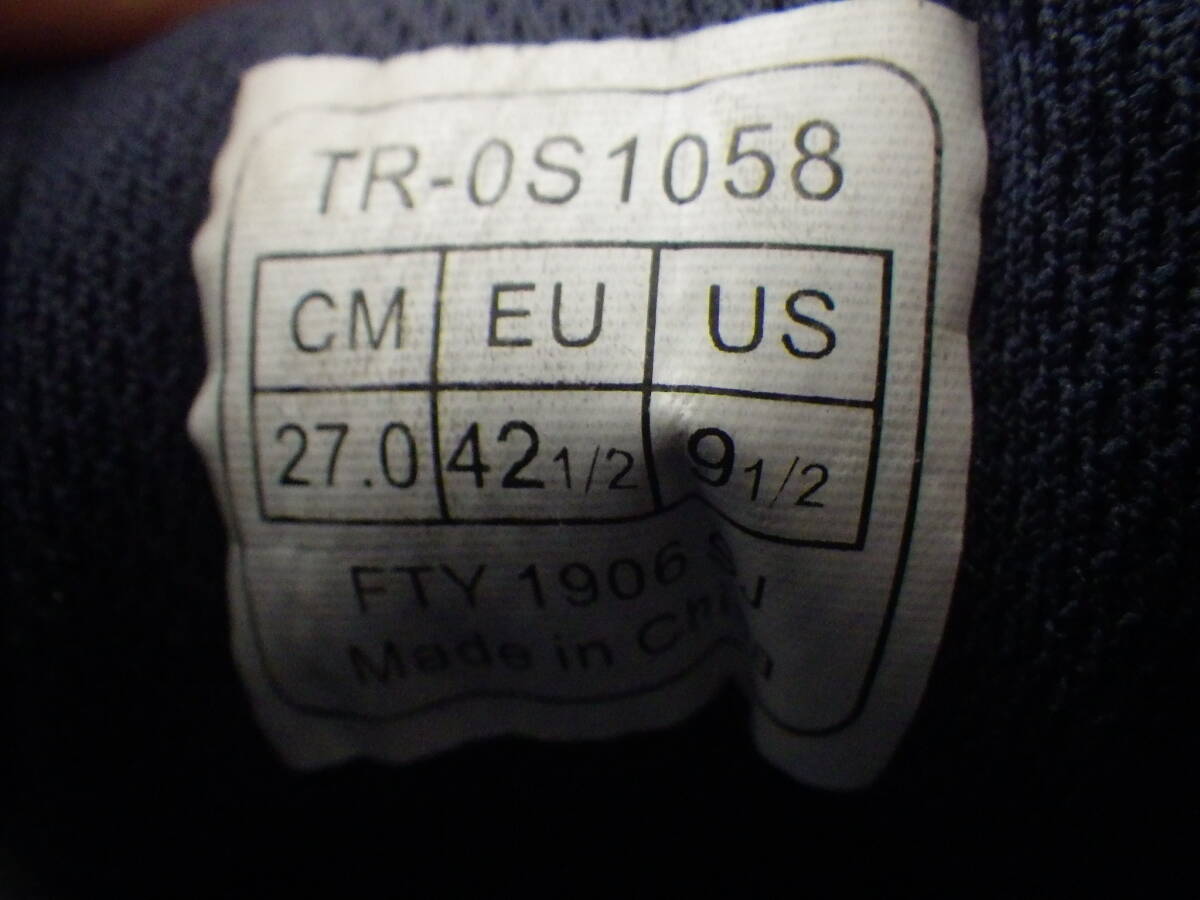 TR-0S1058
CM EU US
27.0 42 1/2 9 1/2
FTY 1906
Made in